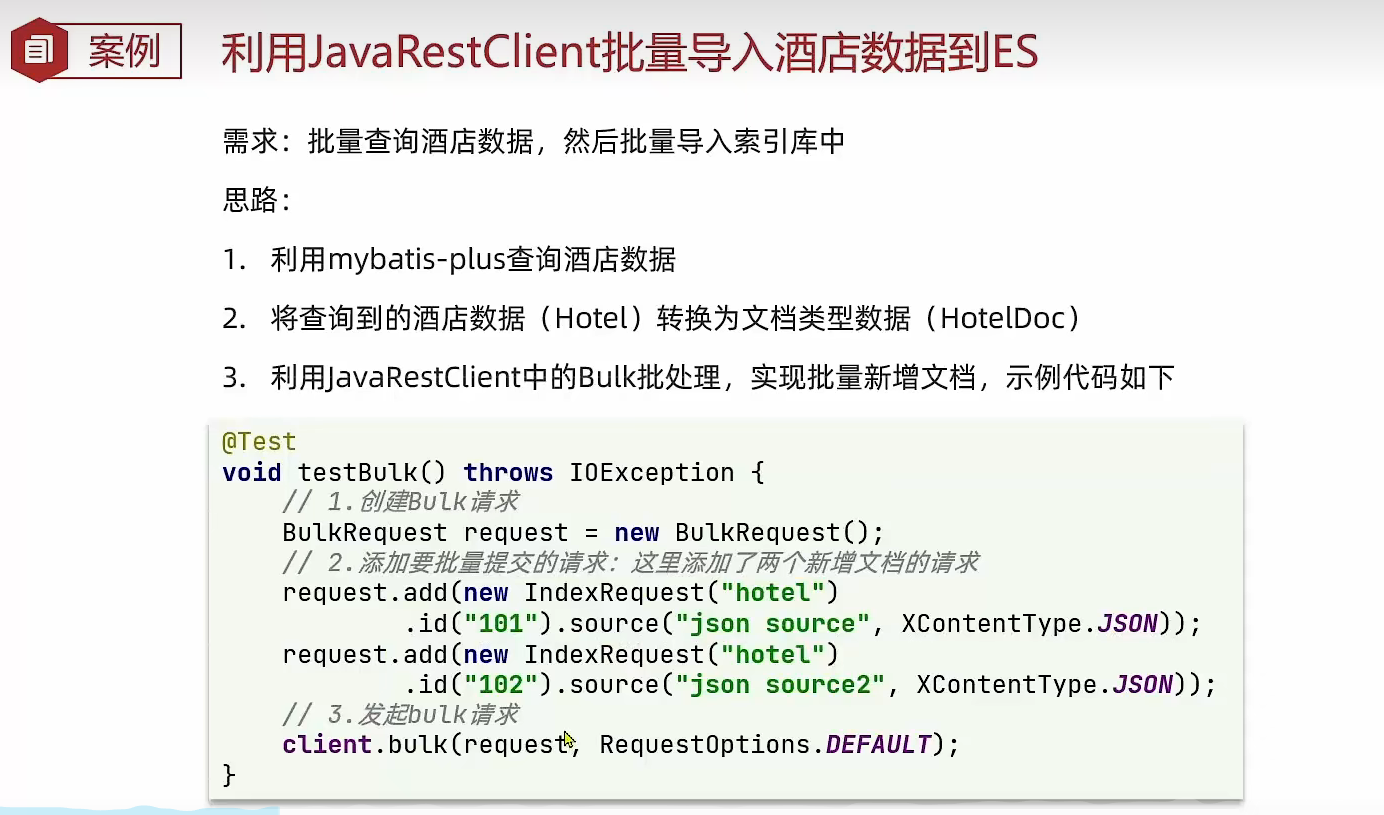 案例
利用JavaRestClient批量导入酒店数据到ES
需求：批量查询酒店数据，然后批量导入索引库中
思路：
1. 利用mybatis-plus查询酒店数据
2. 将查询到的酒店数据（Hotel）转换为文档类型数据（HotelDoc）
3. 利用JavaRestClient中的Bulk批处理，实现批量新增文档，示例代码如下
@Test
void testBulk() throws IOException {
    // 1.创建Bulk请求
    BulkRequest request = new BulkRequest();
    // 2.添加要批量提交的请求：这里添加了两个新增文档的请求
    request.add(new IndexRequest("hotel")
            .id("101").source("json source", XContentType.JSON));
    request.add(new IndexRequest("hotel")
            .id("102").source("json source2", XContentType.JSON));
    // 3.发起bulk请求
    client.bulk(request, RequestOptions.DEFAULT);
}